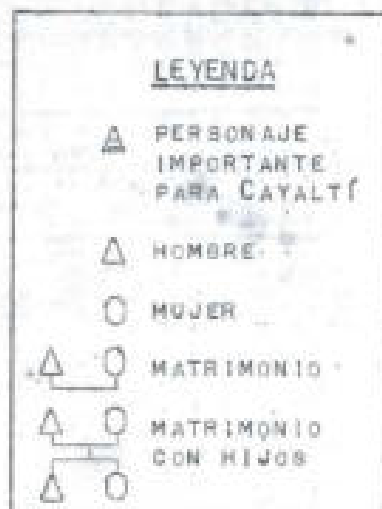 LEYENDA
PERSONAJE
IMPORTANTE
PARA CAYALTÍ
HOMBRE
MUJER
MATRIMONIO
MATRIMONIO
CON HIJOS